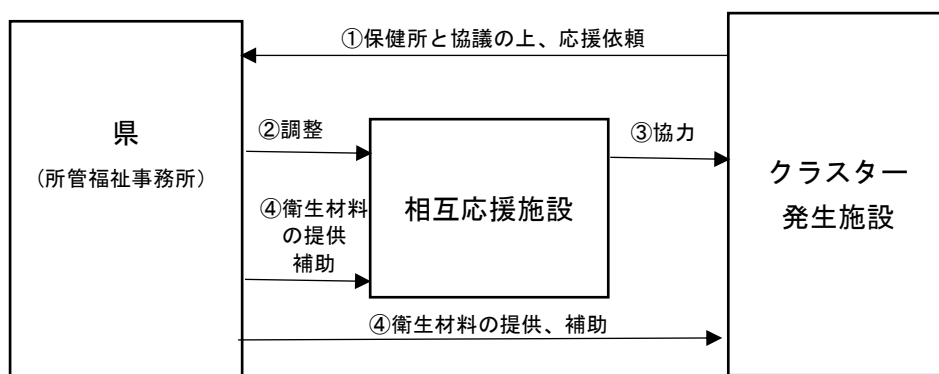 ①保健所と協議の上、応援依頼
県
（所管福祉事務所）
②調整
④衛生材料
の提供
補助
相互応援施設
③協力
クラスター
発生施設
④衛生材料の提供、補助